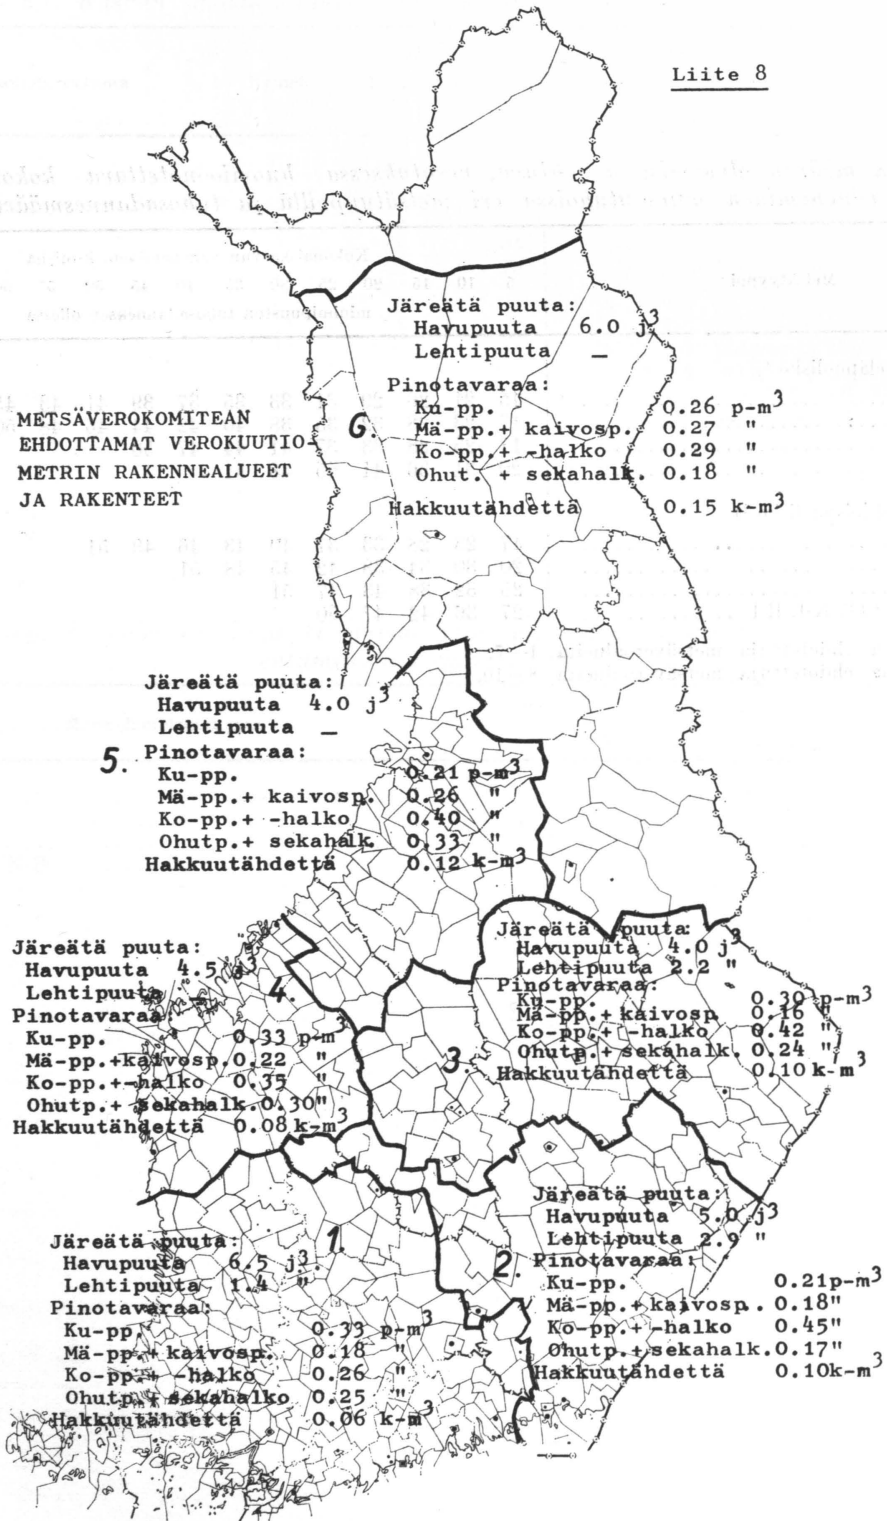 Liite 8
METSÄVEROKOMITEAN
EHDOTTAMAT VEROKUUTIO-
METRIN RAKENNEALUEET
JA RAKENTEET
6.
Järeätä puuta:
Havupuuta 6.0 j3
Lehtipuuta –
Pinotavaraa:
Ku-pp. 0.26 p-m3
Mä-pp.+ kaivosp. 0.27 "
Ko-pp.+ -halko 0.29 "
Ohut. + sekahalk. 0.18 "
Hakkuutähdettä 0.15 k-m3
5.
Järeätä puuta:
Havupuuta 4.0 j3
Lehtipuuta –
Pinotavaraa:
Ku-pp. 0.21 p-m3
Mä-pp.+ kaivosp. 0.26 "
Ko-pp.+ -halko 0.40 "
Ohutp.+ sekahalk. 0.33 "
Hakkuutähdettä 0.12 k-m3
4.
Järeätä puuta:
Havupuuta 4.5 j3
Lehtipuuta –
Pinotavaraa:
Ku-pp. 0.33 p-m3
Mä-pp.+kaivosp. 0.22 "
Ko-pp.+-halko 0.35 "
Ohutp.+ sekahalk. 0.30"
Hakkuutähdettä 0.08 k-m3
3.
Järeätä puuta:
Havupuuta 4.0 j3
Lehtipuuta 2.2 "
Pinotavaraa:
Ku-pp. 0.30 p-m3
Mä-pp.+ kaivosp 0.16 "
Ko-pp.+ -halko 0.42 "
Ohutp.+ sekahalk. 0.24 "
Hakkuutähdettä 0.10 k-m3
2.
Järeätä puuta:
Havupuuta 5.0 j3
Lehtipuuta 2.9 "
Pinotavaraa:
Ku-pp. 0.21p-m3
Mä-pp.+ kaivosp. 0.18"
Ko-pp.+ -halko 0.45"
Ohutp.+sekahalk. 0.17"
Hakkuutähdettä 0.10k-m3
1.
Järeätä puuta:
Havupuuta 6.5 j3
Lehtipuuta 1.4 "
Pinotavaraa:
Ku-pp. 0.33 p-m3
Mä-pp.+ kaivosp. 0.18 "
Ko-pp.+ -halko 0.26 "
Ohutp.+ sekahalko 0.25 "
Hakkuutähdettä 0.06 k-m3